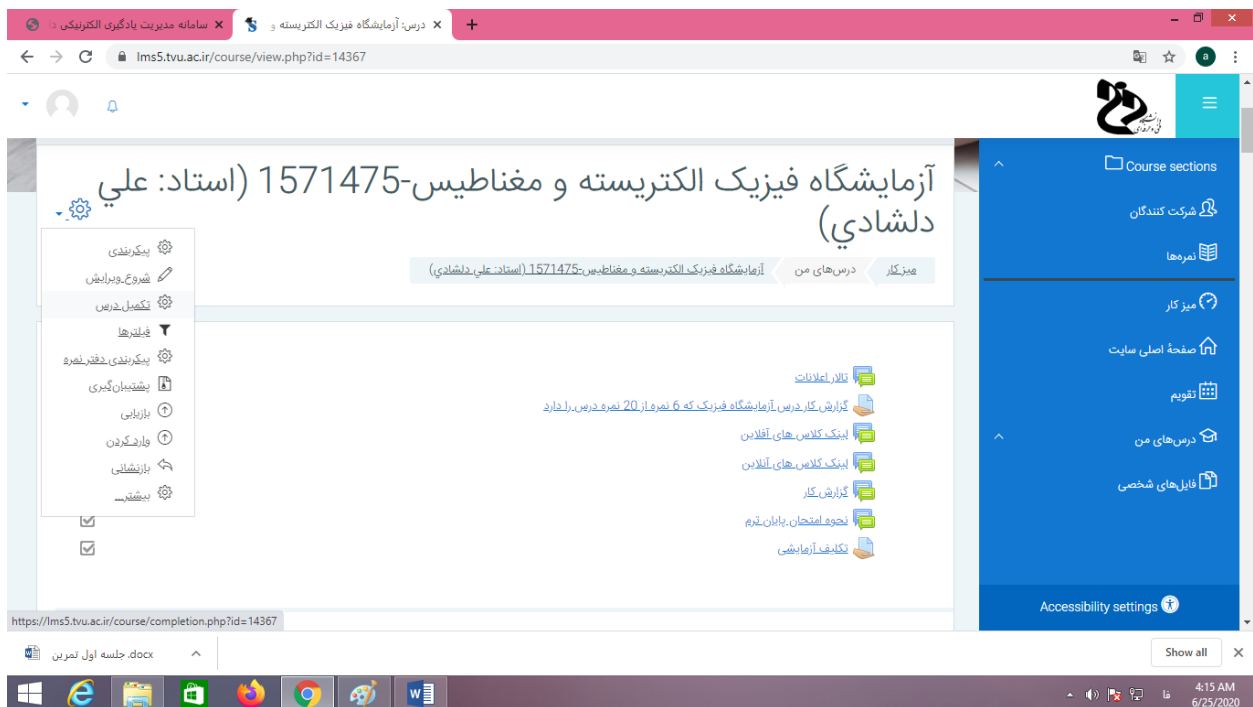 سامانه مدیریت یادگیری الکترونیکی دا
درس: آزمایشگاه فیزیک الکتریسته و
lms5.tvu.ac.ir/course/view.php?id=14367
a
آزمایشگاه فیزیک الکتریسته و مغناطیس-1571475 (استاد: علي
دلشادي)
میز کار
درس‌های من
آزمایشگاه فیزیک الکتریسته و مغناطیس-1571475 (استاد: علي دلشادي)
پیکربندی
شروع ویرایش
تکمیل درس
فیلترها
پیکربندی دفتر نمره
پشتیبان‌گیری
بازیابی
وارد کردن
بازنشانی
بیشتر...
تالار اعلانات
گزارش کار درس آزمایشگاه فیزیک که 6 نمره از 20 نمره درس را دارد
لینک کلاس های آفلاین
لینک کلاس های آنلاین
گزارش کار
نحوه امتحان پایان ترم
تکلیف آزمایشی
Course sections
شرکت کنندگان
نمره‌ها
میز کار
صفحهٔ اصلی سایت
تقویم
درس‌های من
فایل‌های شخصی
Accessibility settings
https://lms5.tvu.ac.ir/course/completion.php?id=14367
جلسه اول تمرین.docx
Show all
فا
4:15 AM
6/25/2020